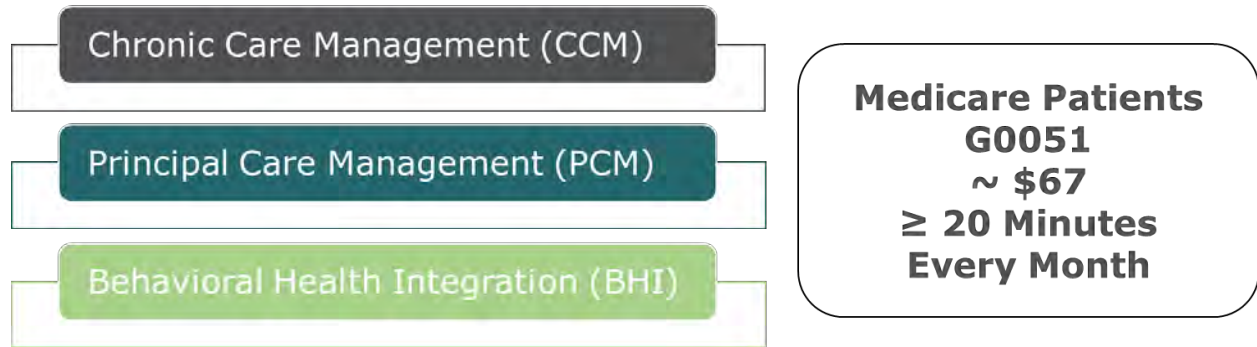 Chronic Care Management (CCM)
Principal Care Management (PCM)
Behavioral Health Integration (BHI)
Medicare Patients
G0051
~ $67
≥ 20 Minutes
Every Month